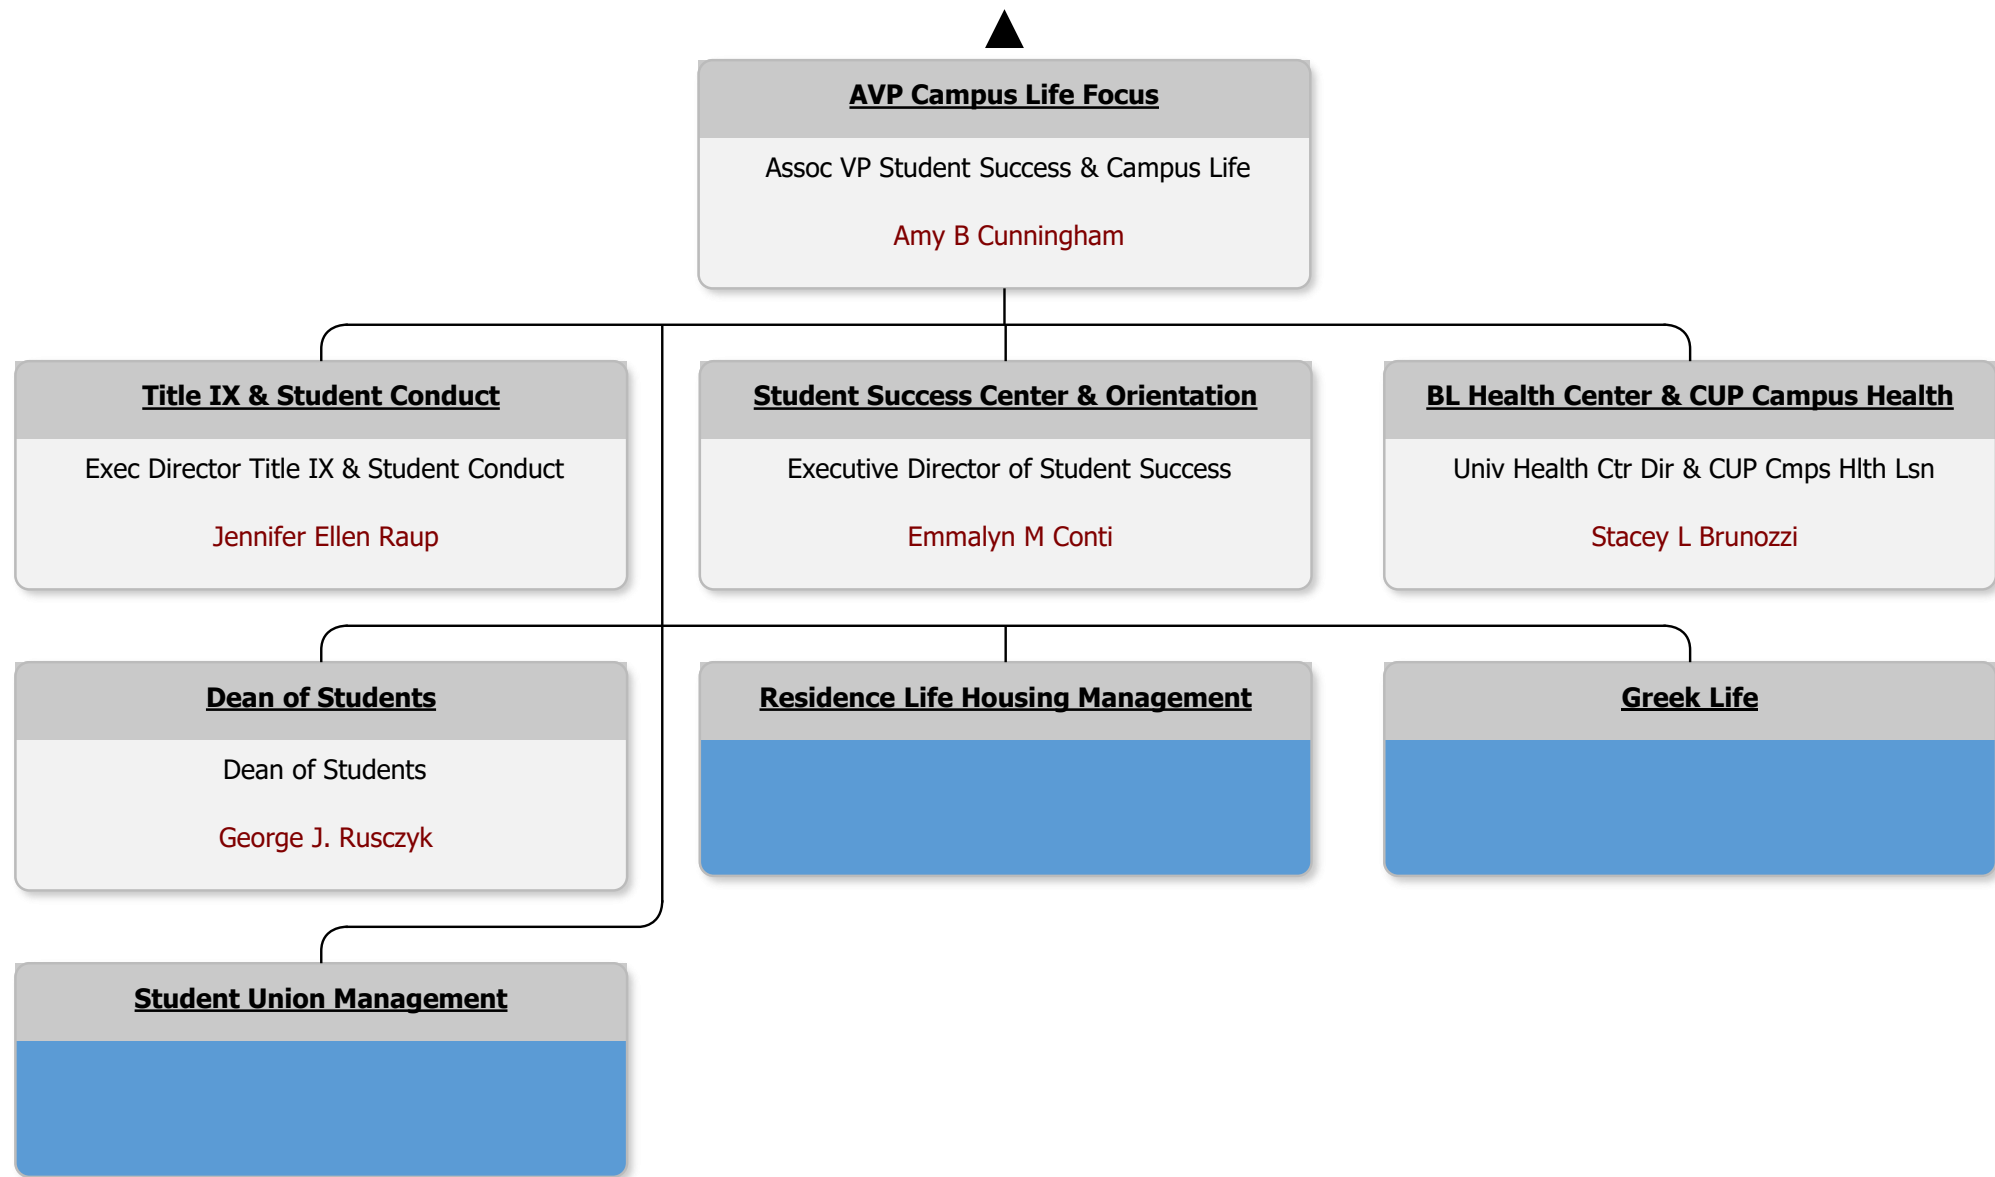 AVP Campus Life Focus
Assoc VP Student Success & Campus Life
Amy B Cunningham
Title IX & Student Conduct
Exec Director Title IX & Student Conduct
Jennifer Ellen Raup
Student Success Center & Orientation
Executive Director of Student Success
Emmalyn M Conti
BL Health Center & CUP Campus Health
Univ Health Ctr Dir & CUP Cmps Hlth Lsn
Stacey L Brunozzi
Dean of Students
Dean of Students
George J. Rusczyk
Residence Life Housing Management
Greek Life
Student Union Management